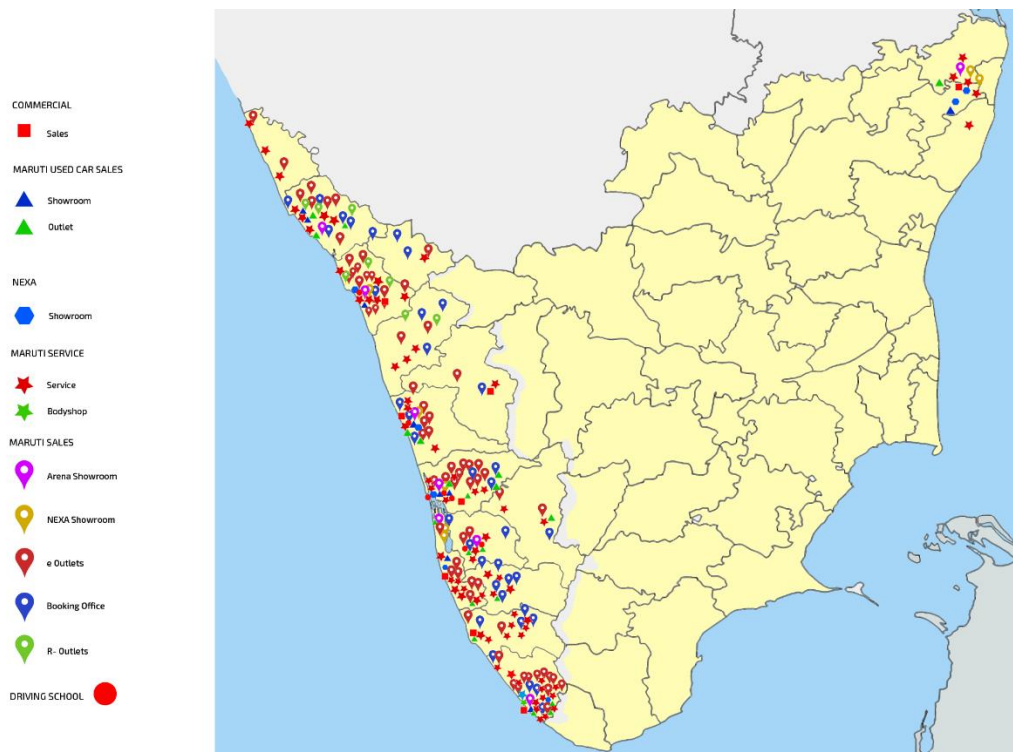 COMMERCIAL
Sales
MARUTI USED CAR SALES
Showroom
Outlet
NEXA
Showroom
MARUTI SERVICE
Service
Bodyshop
MARUTI SALES
Arena Showroom
NEXA Showroom
e Outlets
Booking Office
R- Outlets
DRIVING SCHOOL